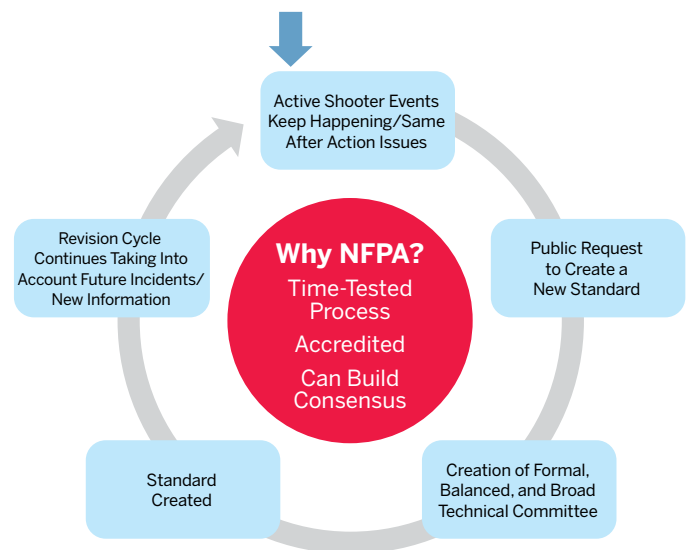 Active Shooter Events
Keep Happening/Same
After Action Issues
Public Request
to Create a
New Standard
Creation of Formal,
Balanced, and Broad
Technical Committee
Standard
Created
Revision Cycle
Continues Taking Into
Account Future Incidents/
New Information
Why NFPA?
Time-Tested
Process
Accredited
Can Build
Consensus